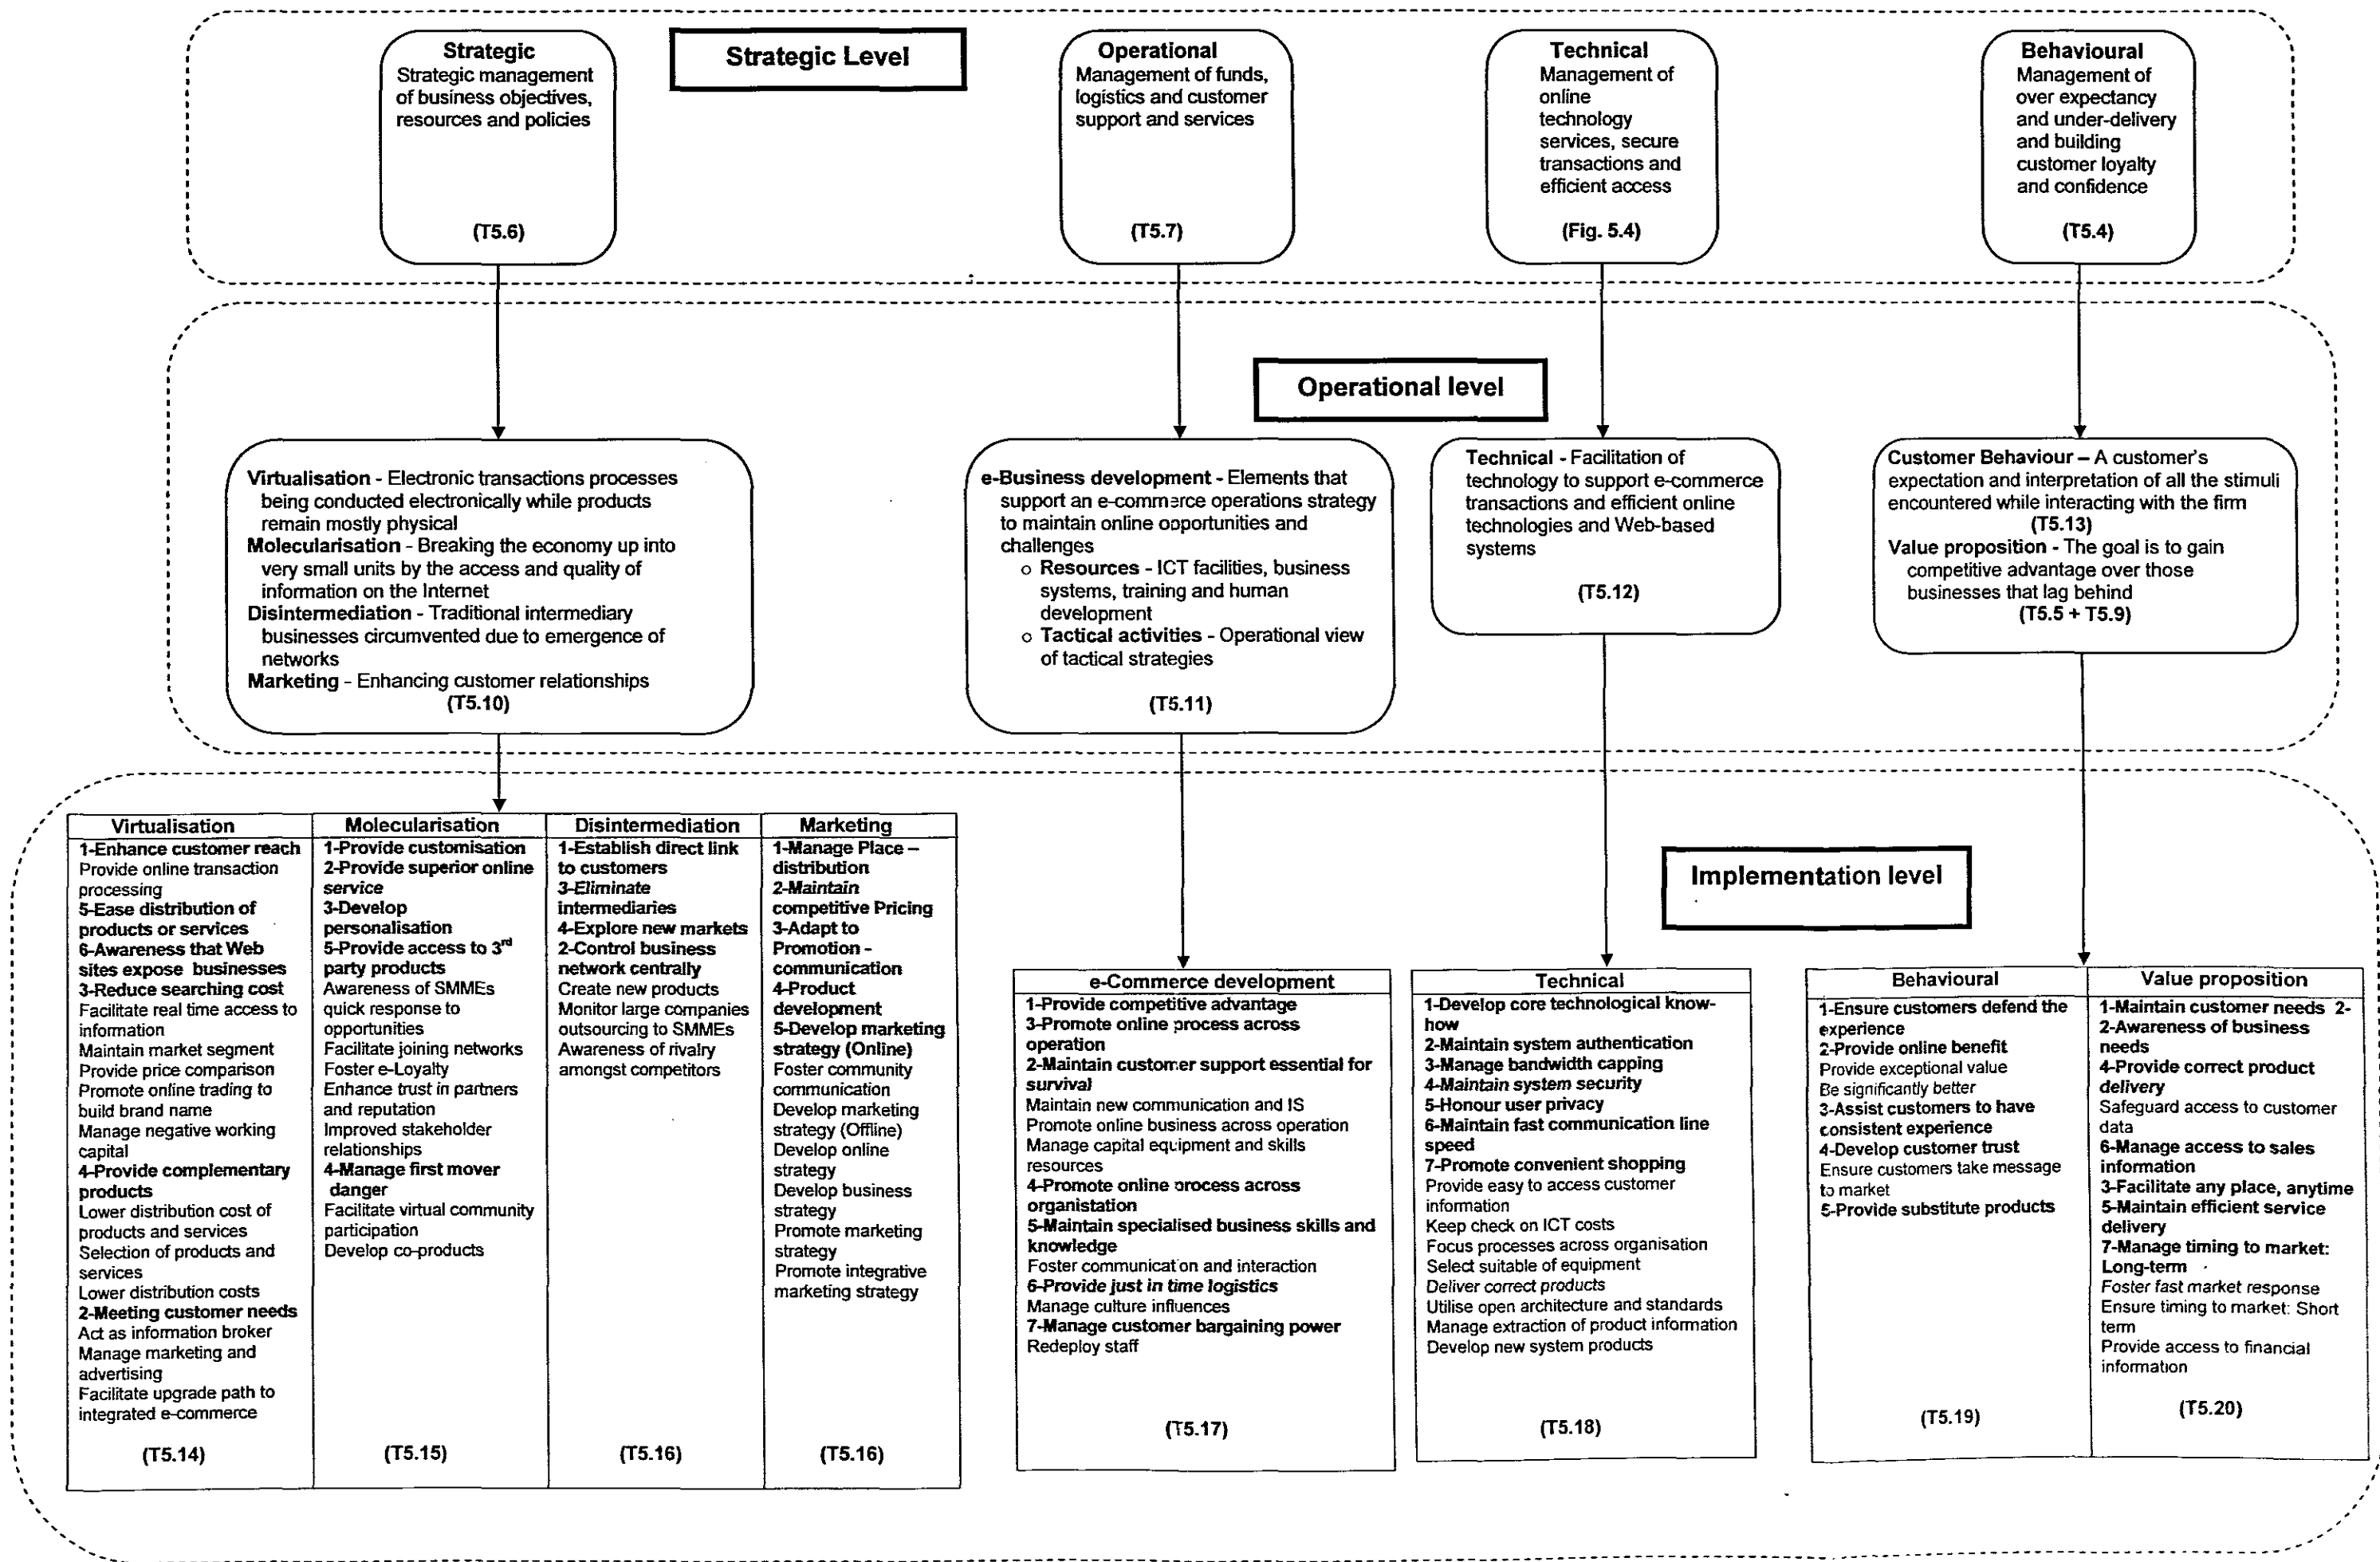 Strategic
Strategic management
of business objectives,
resources and policies
(T5.6)
Strategic Level
Operational
Management of funds,
logistics and customer
support and services
(T5.7)
Technical
Management of
online
technology
services, secure
transactions and
efficient access
(Fig. 5.4)
Behavioural
Management of
over expectancy
and under-delivery
and building
customer loyalty
and confidence
(T5.4)
Operational level
Virtualisation - Electronic transactions processes
being conducted electronically while products
remain mostly physical
Molecularisation - Breaking the economy up into
very small units by the access and quality of
information on the Internet
Disintermediation - Traditional intermediary
businesses circumvented due to emergence of
networks
Marketing - Enhancing customer relationships
(T5.10)
e-Business development - Elements that
support an e-commerce operations strategy
to maintain online opportunities and
challenges
o Resources - ICT facilities, business
systems, training and human
development
o Tactical activities - Operational view
of tactical strategies
(T5.11)
Technical - Facilitation of
technology to support e-commerce
transactions and efficient online
technologies and Web-based
systems
(T5.12)
Customer Behaviour – A customer's
expectation and interpretation of all the stimuli
encountered while interacting with the firm
(T5.13)
Value proposition - The goal is to gain
competitive advantage over those
businesses that lag behind
(T5.5 + T5.9)
Implementation level
Virtualisation
1-Enhance customer reach
Provide online transaction
processing
5-Ease distribution of
products or services
6-Awareness that Web
sites expose businesses
3-Reduce searching cost
Facilitate real time access to
information
Maintain market segment
Provide price comparison
Promote online trading to
build brand name
Manage negative working
capital
4-Provide complementary
products
Lower distribution cost of
products and services
Selection of products and
services
Lower distribution costs
2-Meeting customer needs
Act as information broker
Manage marketing and
advertising
Facilitate upgrade path to
integrated e-commerce
(T5.14)
Molecularisation
1-Provide customisation
2-Provide superior online
service
3-Develop
personalisation
5-Provide access to 3rd
party products
Awareness of SMMEs
quick response to
opportunities
Facilitate joining networks
Foster e-Loyalty
Enhance trust in partners
and reputation
Improved stakeholder
relationships
4-Manage first mover
danger
Facilitate virtual community
participation
Develop co-products
(T5.15)
Disintermediation
1-Establish direct link
to customers
3-Eliminate
intermediaries
4-Explore new markets
2-Control business
network centrally
Create new products
Monitor large companies
outsourcing to SMMEs
Awareness of rivalry
amongst competitors
(T5.16)
Marketing
1-Manage Place –
distribution
2-Maintain
competitive Pricing
3-Adapt to
Promotion -
communication
4-Product
development
5-Develop marketing
strategy (Online)
Foster community
communication
Develop marketing
strategy (Offline)
Develop online
strategy
Develop business
strategy
Promote marketing
strategy
Promote integrative
marketing strategy
(T5.16)
e-Commerce development
1-Provide competitive advantage
3-Promote online process across
operation
2-Maintain customer support essential for
survival
Maintain new communication and IS
Promote online business across operation
Manage capital equipment and skills
resources
4-Promote online process across
organistation
5-Maintain specialised business skills and
knowledge
Foster communication and interaction
6-Provide just in time logistics
Manage culture influences
7-Manage customer bargaining power
Redeploy staff
(T5.17)
Technical
1-Develop core technological know-
how
2-Maintain system authentication
3-Manage bandwidth capping
4-Maintain system security
5-Honour user privacy
6-Maintain fast communication line
speed
7-Promote convenient shopping
Provide easy to access customer
information
Keep check on ICT costs
Focus processes across organisation
Select suitable of equipment
Deliver correct products
Utilise open architecture and standards
Manage extraction of product information
Develop new system products
(T5.18)
Behavioural
1-Ensure customers defend the
experience
2-Provide online benefit
Provide exceptional value
Be significantly better
3-Assist customers to have
consistent experience
4-Develop customer trust
Ensure customers take message
to market
5-Provide substitute products
(T5.19)
Value proposition
1-Maintain customer needs 2-
2-Awareness of business
needs
4-Provide correct product
delivery
Safeguard access to customer
data
6-Manage access to sales
information
3-Facilitate any place, anytime
5-Maintain efficient service
delivery
7-Manage timing to market:
Long-term
Foster fast market response
Ensure timing to market: Short
term
Provide access to financial
information
(T5.20)